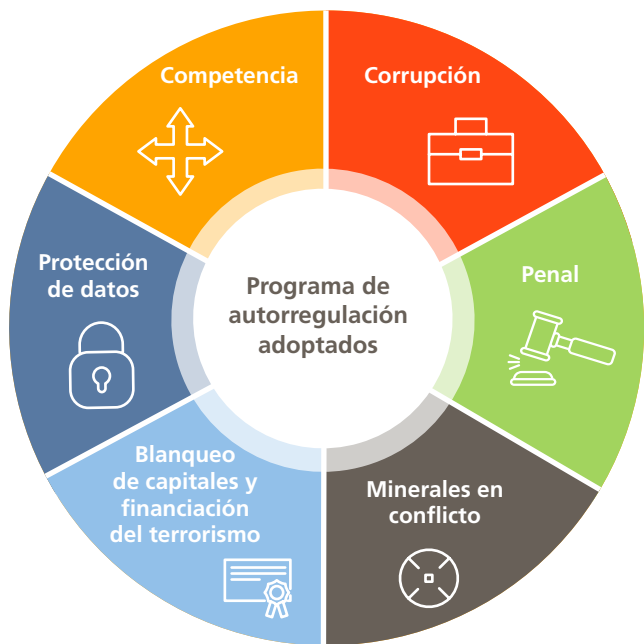 Competencia
Corrupción
Protección
de datos
Programa de
autorregulación
adoptados
Penal
Blanqueo
de capitales y
financiación
del terrorismo
Minerales en
conflicto